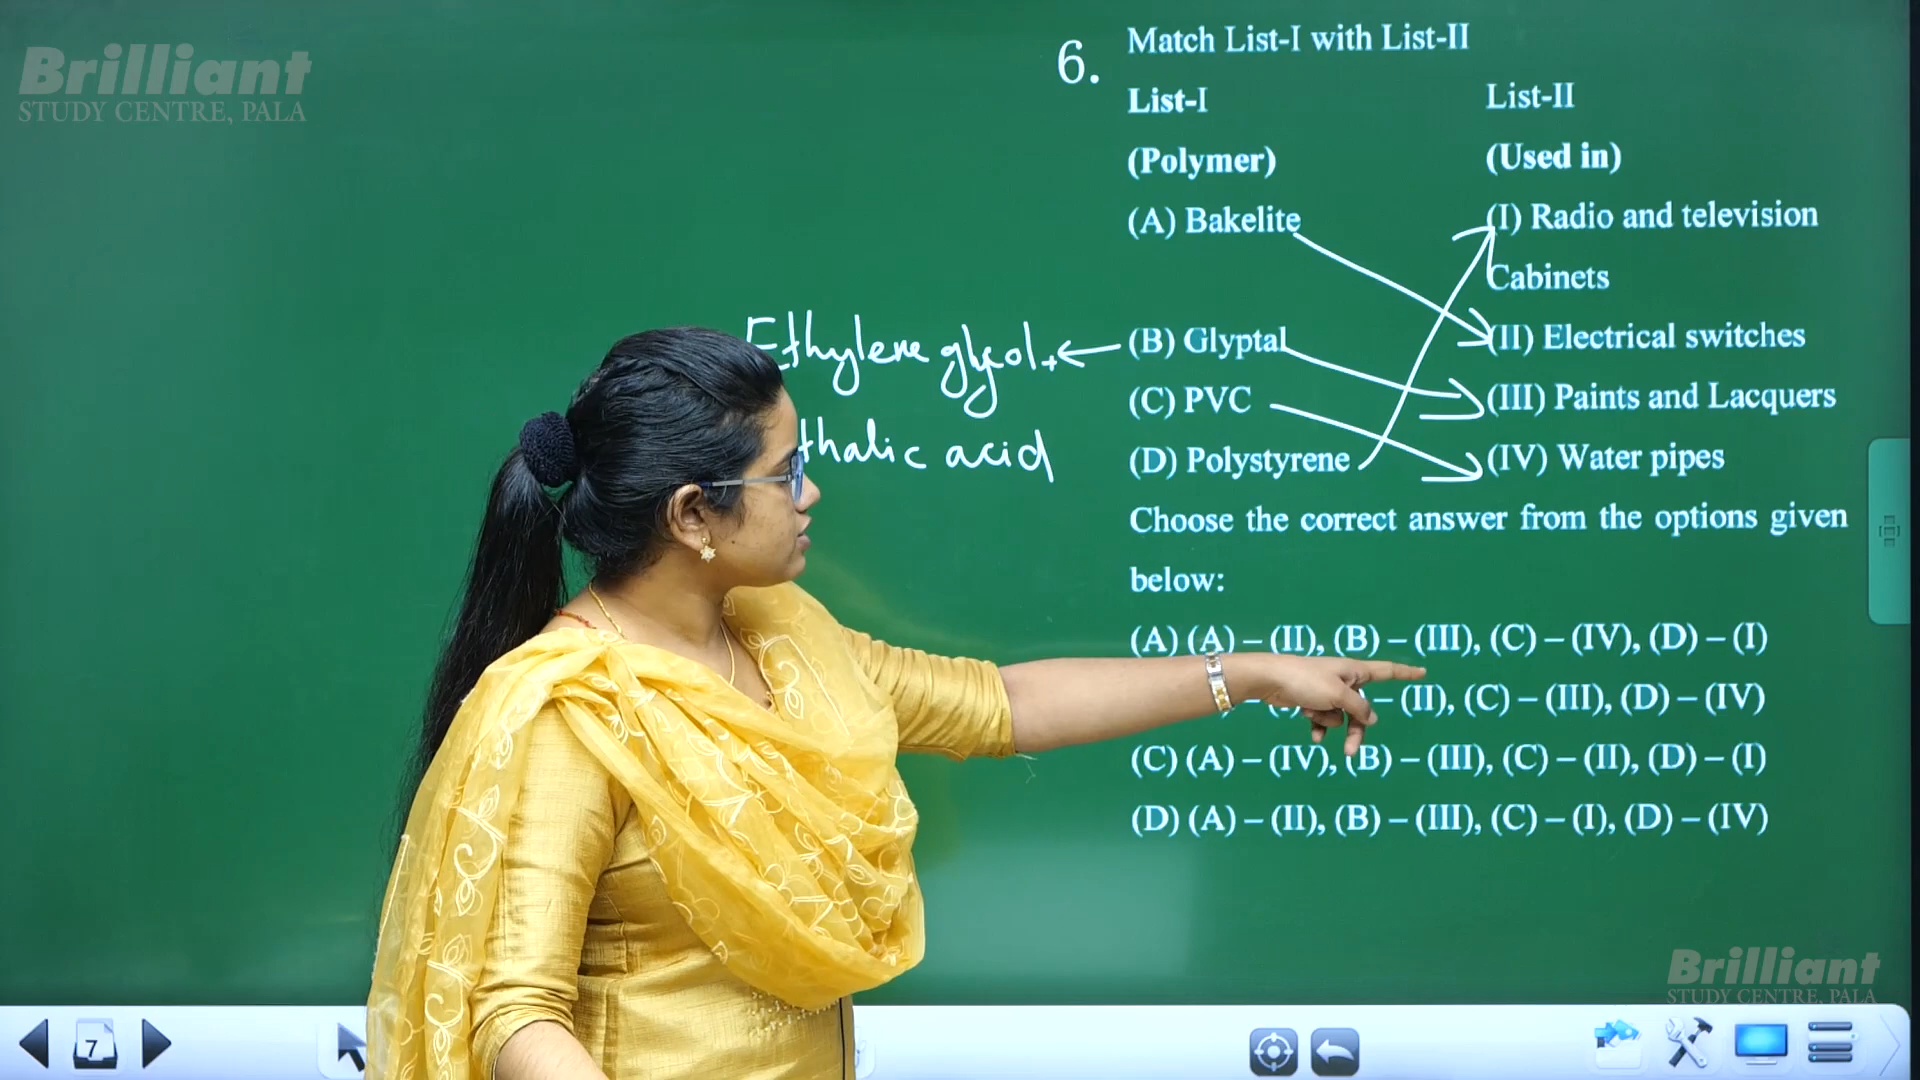 Brilliant
STUDY CENTRE, PALA
6.
Match List-I with List-II
List-I List-II
(Polymer) (Used in)
(A) Bakelite (I) Radio and television
Cabinets
Ethylene glycol + (B) Glyptal (II) Electrical switches
(C) PVC (III) Paints and Lacquers
acid (D) Polystyrene (IV) Water pipes
Choose the correct answer from the options given
below:
(A) (A) – (II), (B) – (III), (C) – (IV), (D) – (I)
– (II), (C) – (III), (D) – (IV)
(C) (A) – (IV), (B) – (III), (C) – (II), (D) – (I)
(D) (A) – (II), (B) – (III), (C) – (I), (D) – (IV)
Brilliant
STUDY CENTRE, PALA
7